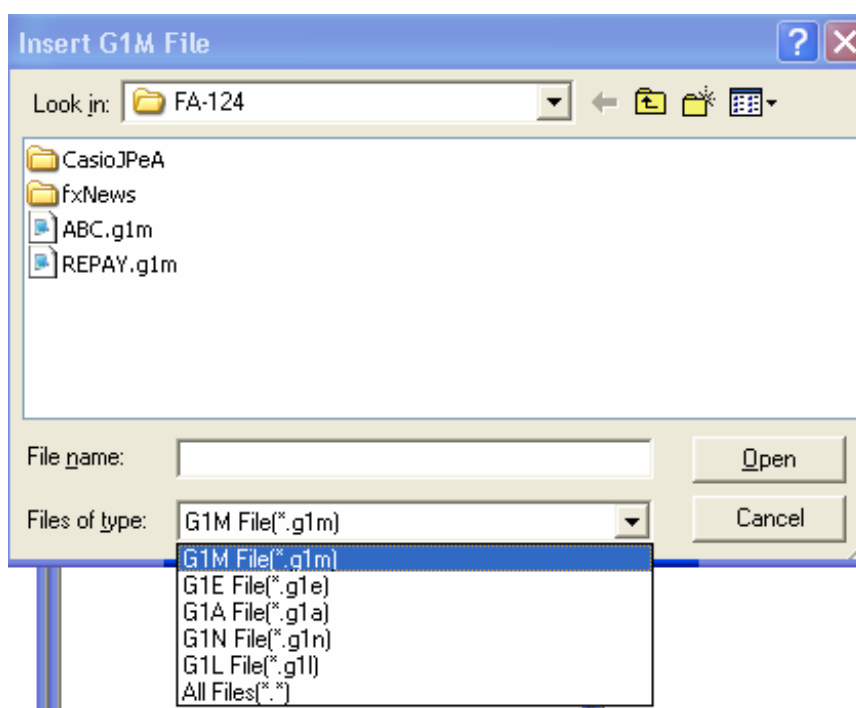 Insert G1M File
Look in: FA-124
CasioJPeA
fxNews
ABC.g1m
REPAY.g1m
File name: Open
Files of type: G1M File(*.g1m) Cancel
G1M File(*.g1m)
G1E File(*.g1e)
G1A File(*.g1a)
G1N File(*.g1n)
G1L File(*.g1l)
All Files(*.*)